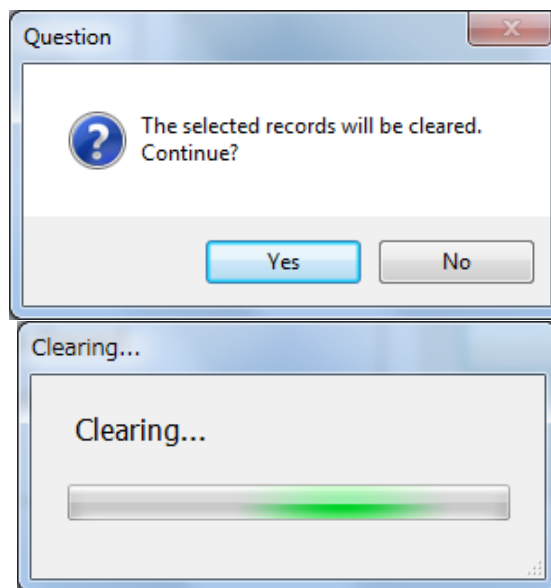 Question
The selected records will be cleared.
Continue?
Yes
No
Clearing...
Clearing...